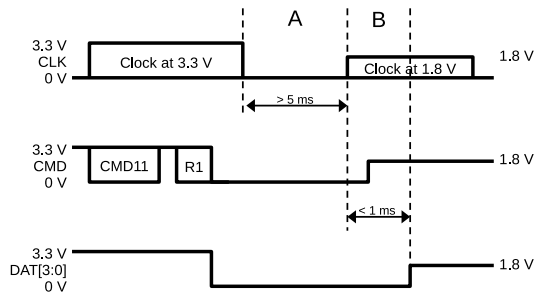 A
B
3.3 V
CLK
0 V
Clock at 3.3 V
Clock at 1.8 V
1.8 V
> 5 ms
3.3 V
CMD
0 V
CMD11
R1
1.8 V
< 1 ms
3.3 V
DAT[3:0]
0 V
1.8 V